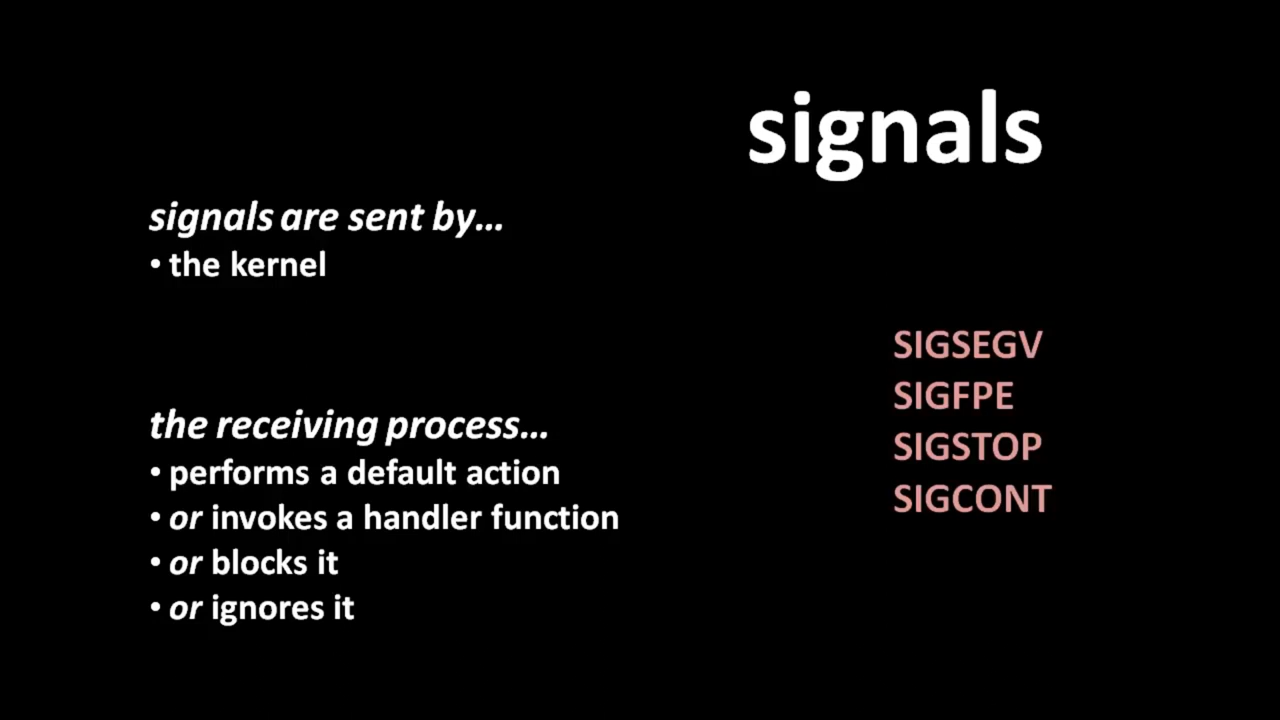 signals
signals are sent by...
• the kernel
the receiving process...
• performs a default action
• or invokes a handler function
• or blocks it
• or ignores it
SIGSEGV
SIGFPE
SIGSTOP
SIGCONT